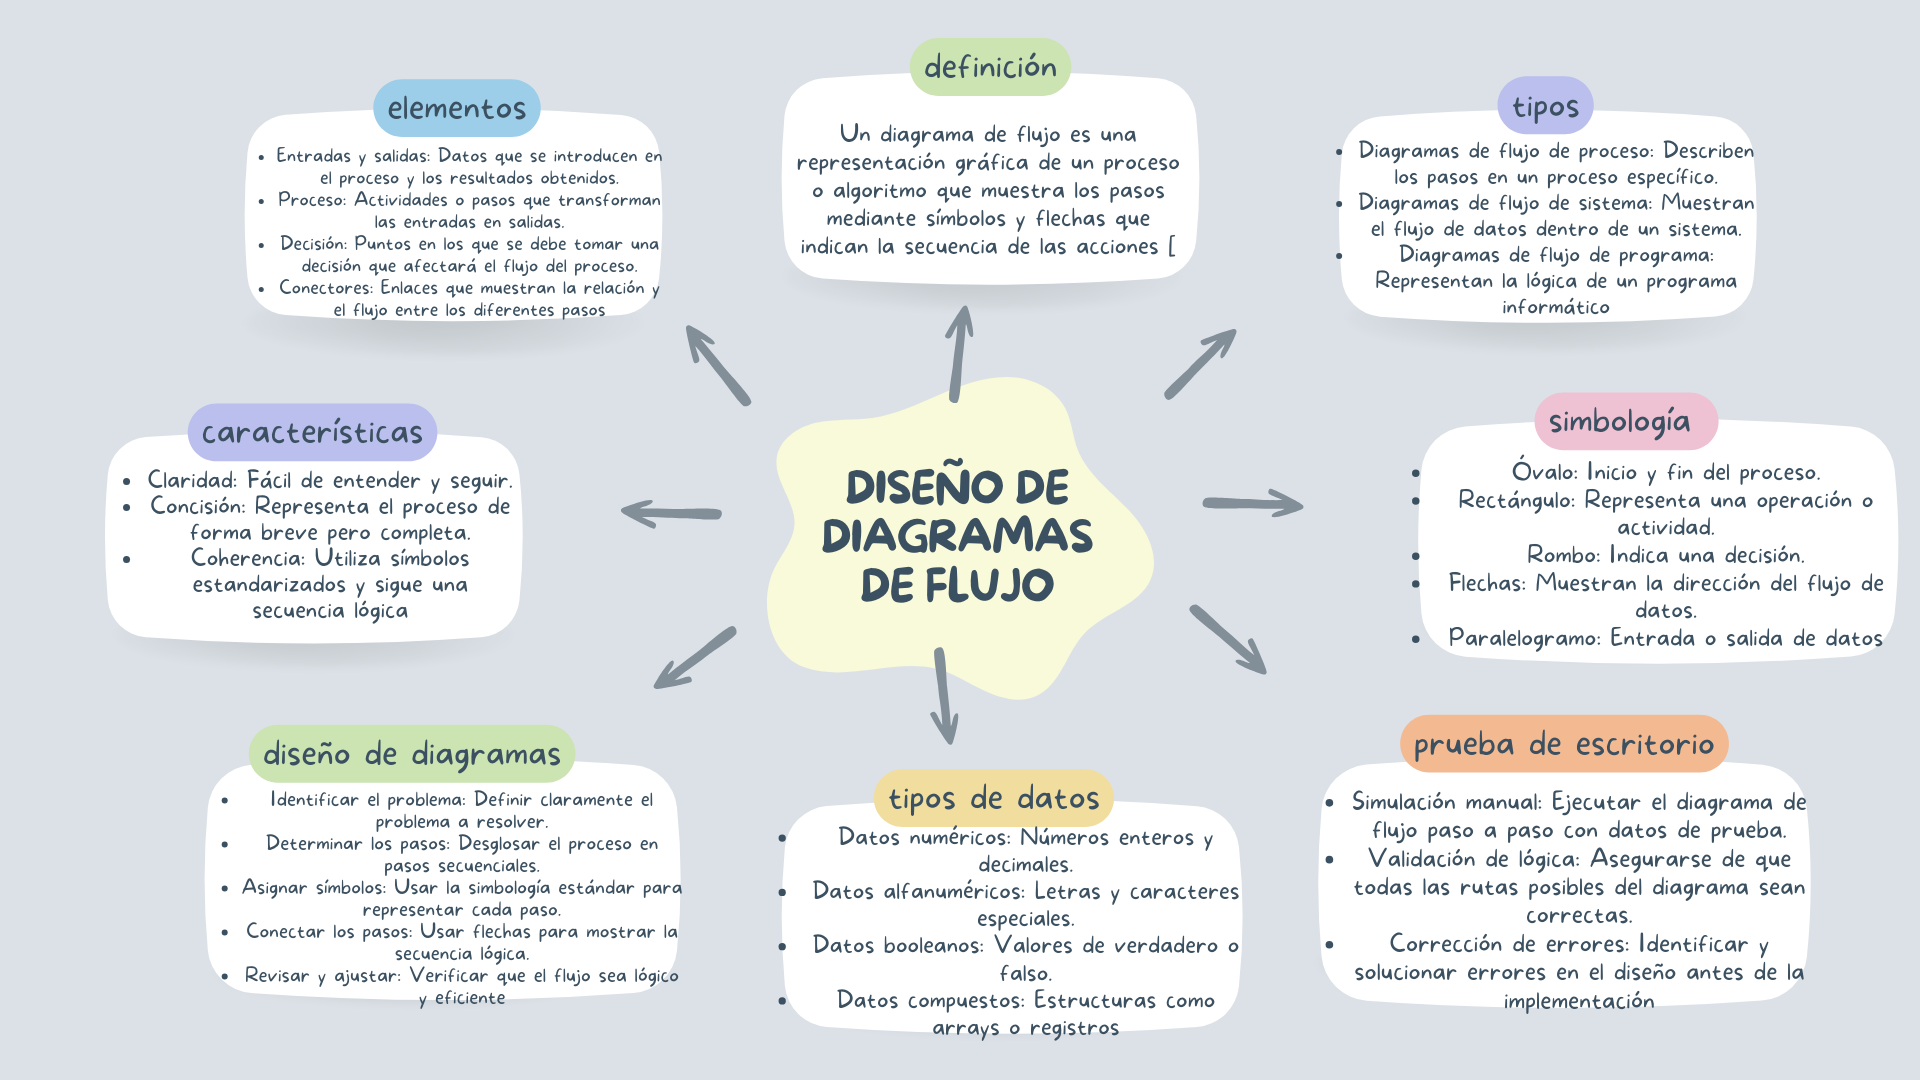 definición
Un diagrama de flujo es una
representación gráfica de un proceso
o algoritmo que muestra los pasos
mediante símbolos y flechas que
indican la secuencia de las acciones [
elementos
• Entradas y salidas: Datos que se introducen en
el proceso y los resultados obtenidos.
• Proceso: Actividades o pasos que transforman
las entradas en salidas.
• Decisión: Puntos en los que se debe tomar una
decisión que afectará el flujo del proceso.
• Conectores: Enlaces que muestran la relación y
el flujo entre los diferentes pasos
tipos
• Diagramas de flujo de proceso: Describen
los pasos en un proceso específico.
• Diagramas de flujo de sistema: Muestran
el flujo de datos dentro de un sistema.
• Diagramas de flujo de programa:
Representan la lógica de un programa
informático
características
• Claridad: Fácil de entender y seguir.
• Concisión: Representa el proceso de
forma breve pero completa.
• Coherencia: Utiliza símbolos
estandarizados y sigue una
secuencia lógica
DISEÑO DE
DIAGRAMAS
DE FLUJO
simbología
• Óvalo: Inicio y fin del proceso.
• Rectángulo: Representa una operación o
actividad.
• Rombo: Indica una decisión.
• Flechas: Muestran la dirección del flujo de
datos.
• Paralelogramo: Entrada o salida de datos
diseño de diagramas
• Identificar el problema: Definir claramente el
problema a resolver.
• Determinar los pasos: Desglosar el proceso en
pasos secuenciales.
• Asignar símbolos: Usar la simbología estándar para
representar cada paso.
• Conectar los pasos: Usar flechas para mostrar la
secuencia lógica.
• Revisar y ajustar: Verificar que el flujo sea lógico
y eficiente
tipos de datos
• Datos numéricos: Números enteros y
decimales.
• Datos alfanuméricos: Letras y caracteres
especiales.
• Datos booleanos: Valores de verdadero o
falso.
• Datos compuestos: Estructuras como
arrays o registros
prueba de escritorio
• Simulación manual: Ejecutar el diagrama de
flujo paso a paso con datos de prueba.
• Validación de lógica: Asegurarse de que
todas las rutas posibles del diagrama sean
correctas.
• Corrección de errores: Identificar y
solucionar errores en el diseño antes de la
implementación